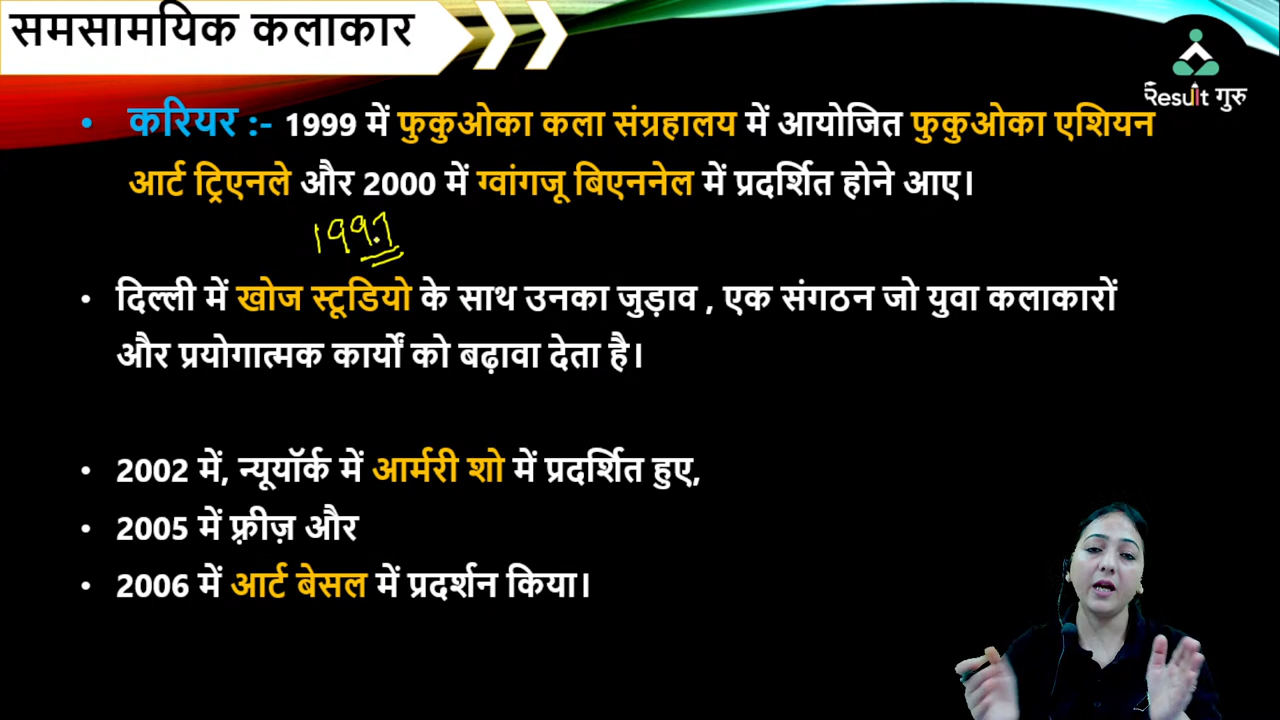 समसामयिक कलाकार
Result गुरु
• करियर :- 1999 में फुकुओका कला संग्रहालय में आयोजित फुकुओका एशियन
आर्ट ट्रिएनले और 2000 में ग्वांगजू बिएननेल में प्रदर्शित होने आए।
1997
• दिल्ली में खोज स्टूडियो के साथ उनका जुड़ाव , एक संगठन जो युवा कलाकारों
और प्रयोगात्मक कार्यों को बढ़ावा देता है।
• 2002 में, न्यूयॉर्क में आर्मरी शो में प्रदर्शित हुए,
• 2005 में फ़्रीज़ और
• 2006 में आर्ट बेसल में प्रदर्शन किया।